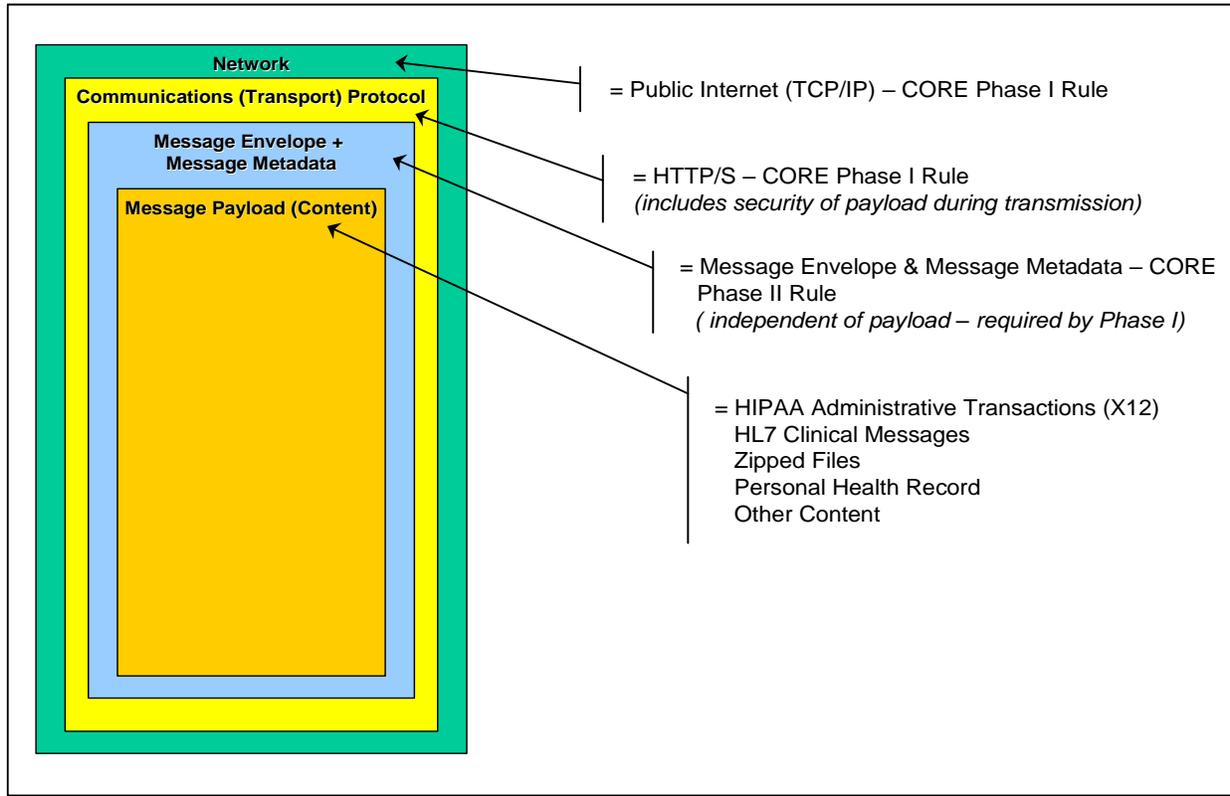 Network
= Public Internet (TCP/IP) – CORE Phase I Rule
Communications (Transport) Protocol
= HTTP/S – CORE Phase I Rule
(includes security of payload during transmission)
Message Envelope +
Message Metadata
= Message Envelope & Message Metadata – CORE
Phase II Rule
( independent of payload – required by Phase I)
Message Payload (Content)
= HIPAA Administrative Transactions (X12)
HL7 Clinical Messages
Zipped Files
Personal Health Record
Other Content